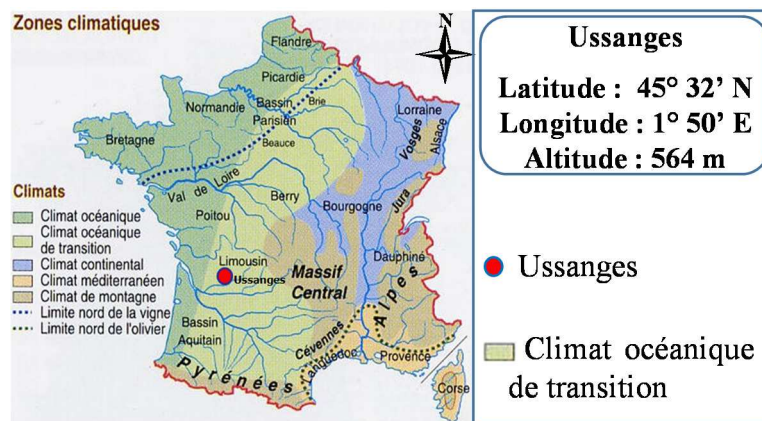 Zones climatiques
N
Flandre
Picardie
Normandie
Bassin
Parisien
Brie
Beauce
Lorraine
Alsace
Vosges
Bretagne
Val de Loire
Berry
Bourgogne
Jura
Poitou
Limousin
Ussanges
Massif
Central
Dauphiné
Alpes
Bassin
Aquitain
Cévennes
Languedoc
Provence
Pyrénées
Corse
Climats
Climat océanique
Climat océanique
de transition
Climat continental
Climat méditerranéen
Climat de montagne
Limite nord de la vigne
Limite nord de l'olivier
Ussanges
Latitude : 45° 32’ N
Longitude : 1° 50’ E
Altitude : 564 m
Ussanges
Climat océanique
de transition